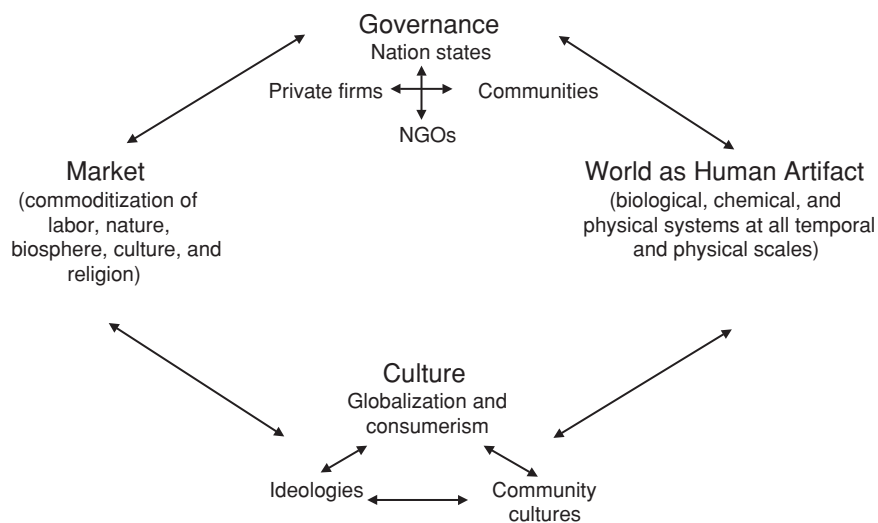 Governance
Nation states
Private firms
Communities
NGOs
Market
(commoditization of
labor, nature,
biosphere, culture, and
religion)
World as Human Artifact
(biological, chemical, and
physical systems at all temporal
and physical scales)
Culture
Globalization and
consumerism
Ideologies
Community
cultures